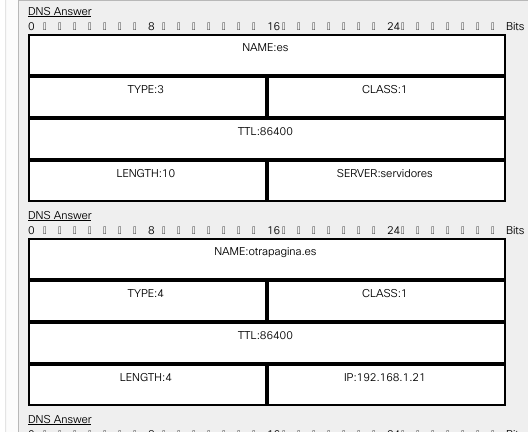 DNS Answer
0 8 16 24 Bits
NAME:es
TYPE:3 CLASS:1
TTL:86400
LENGTH:10 SERVER:servidores
DNS Answer
0 8 16 24 Bits
NAME:otrapagina.es
TYPE:4 CLASS:1
TTL:86400
LENGTH:4 IP:192.168.1.21
DNS Answer